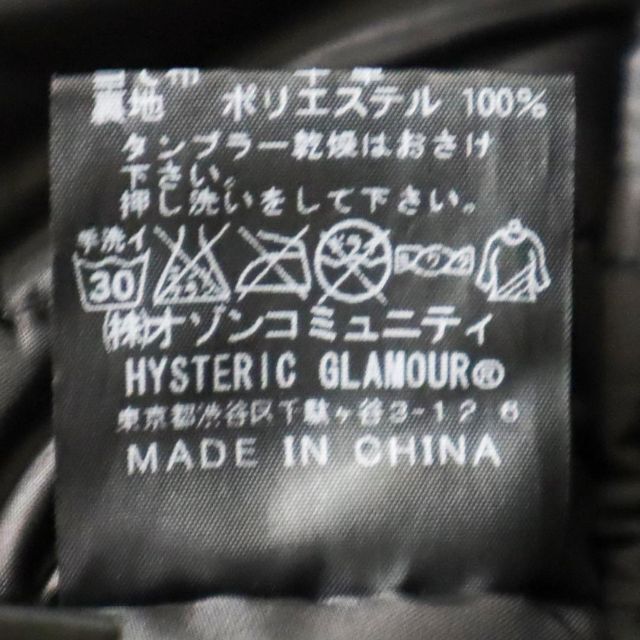 裏地 ポリエステル 100%
タンブラー乾燥はおさけ
下さい。
押し洗いをして下さい。
手洗イ
30
(株)オゾンコミュニティ
HYSTERIC GLAMOUR®
東京都渋谷区千駄ヶ谷3-12 6
MADE IN CHINA